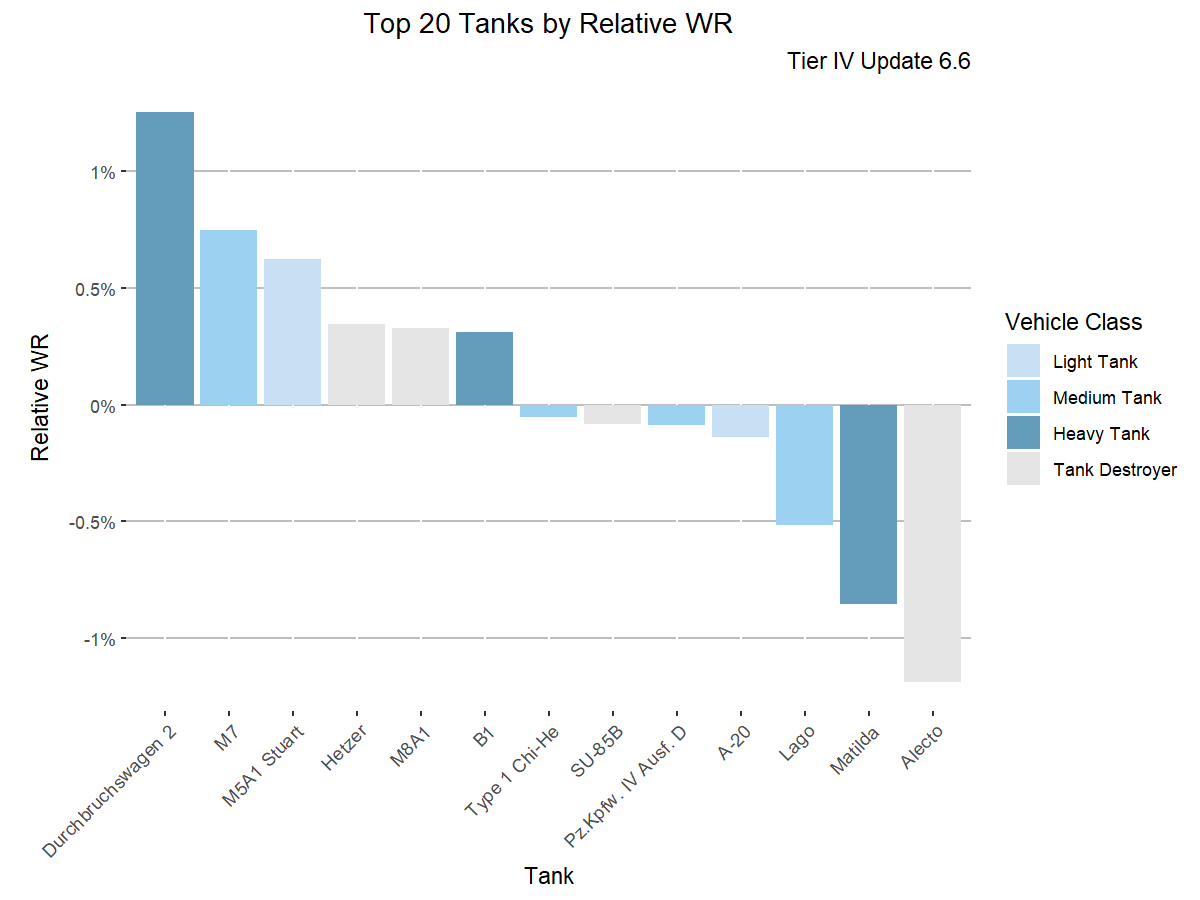 Top 20 Tanks by Relative WR
Tier IV Update 6.6
Relative WR
1%
0.5%
0%
-0.5%
-1%
Durchbruchswagen 2
M7
M5A1 Stuart
Hetzer
M8A1
B1
Type 1 Chi-He
SU-85B
Pz.Kpfw. IV Ausf. D
A-20
Lago
Matilda
Alecto
Tank
Vehicle Class
Light Tank
Medium Tank
Heavy Tank
Tank Destroyer